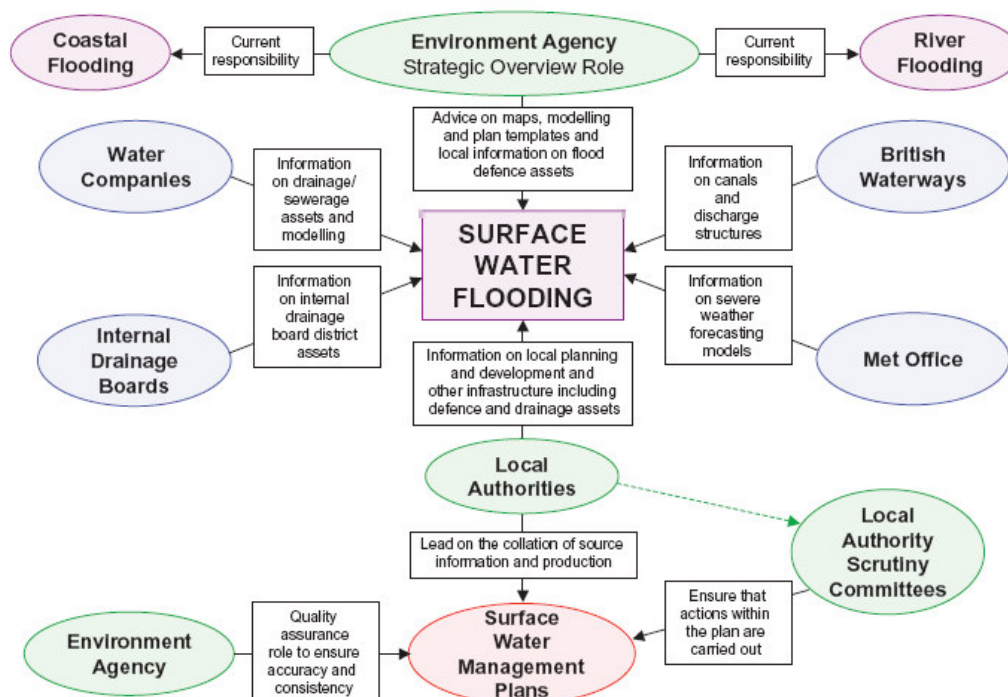 Coastal
Flooding
Current
responsibility
Environment Agency
Strategic Overview Role
Current
responsibility
River
Flooding
Advice on maps, modelling
and plan templates and
local information on flood
defence assets
Water
Companies
Information
on drainage/
sewerage
assets and
modelling
Information
on canals
and
discharge
structures
British
Waterways
SURFACE
WATER
FLOODING
Internal
Drainage
Boards
Information
on internal
drainage
board district
assets
Information
on severe
weather
forecasting
models
Met Office
Information on local planning
and development and
other infrastructure including
defence and drainage assets
Local
Authorities
Local
Authority
Scrutiny
Committees
Lead on the collation of source
information and production
Environment
Agency
Quality
assurance
role to ensure
accuracy and
consistency
Surface
Water
Management
Plans
Ensure that
actions within
the plan are
carried out